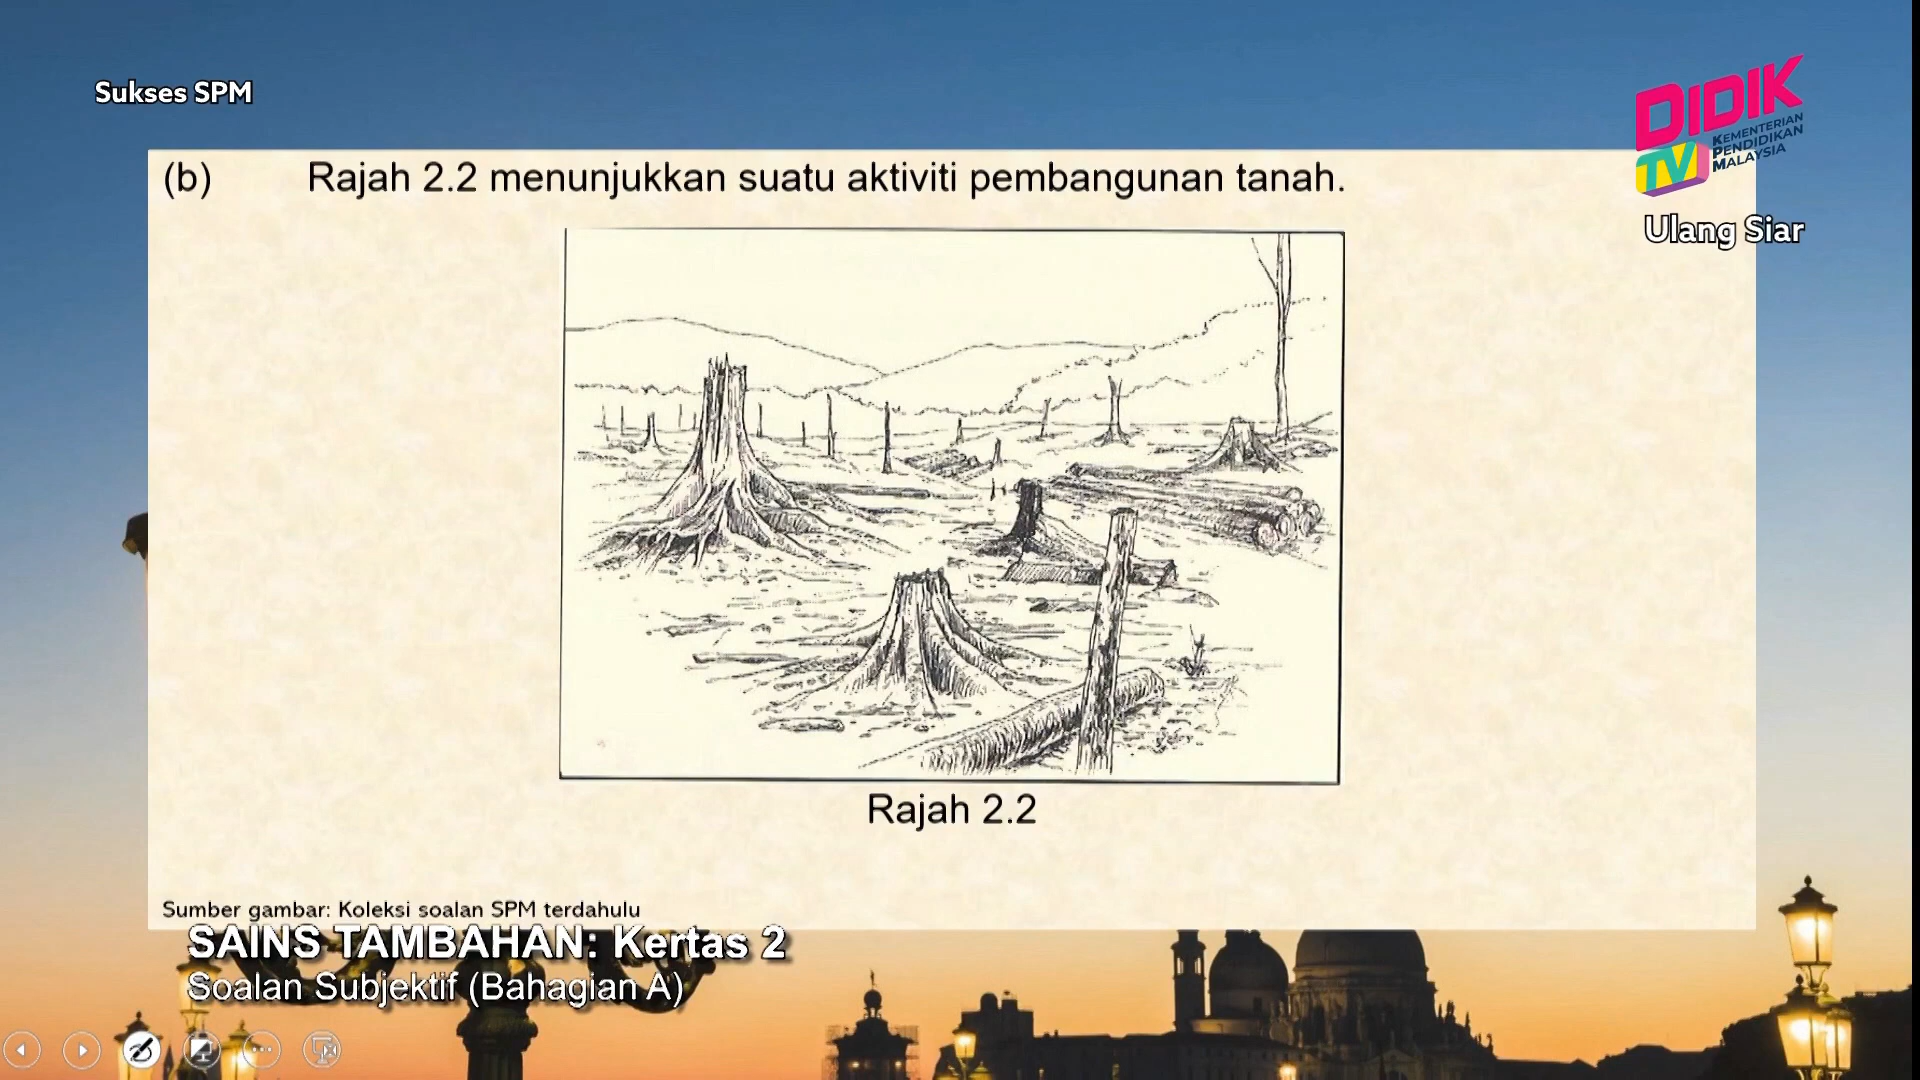 Sukses SPM
DIDIK
TV
KEMENTERIAN
PENDIDIKAN
MALAYSIA
Ulang Siar
(b) Rajah 2.2 menunjukkan suatu aktiviti pembangunan tanah.
Rajah 2.2
Sumber gambar: Koleksi soalan SPM terdahulu
SAINS TAMBAHAN: Kertas 2
Soalan Subjektif (Bahagian A)